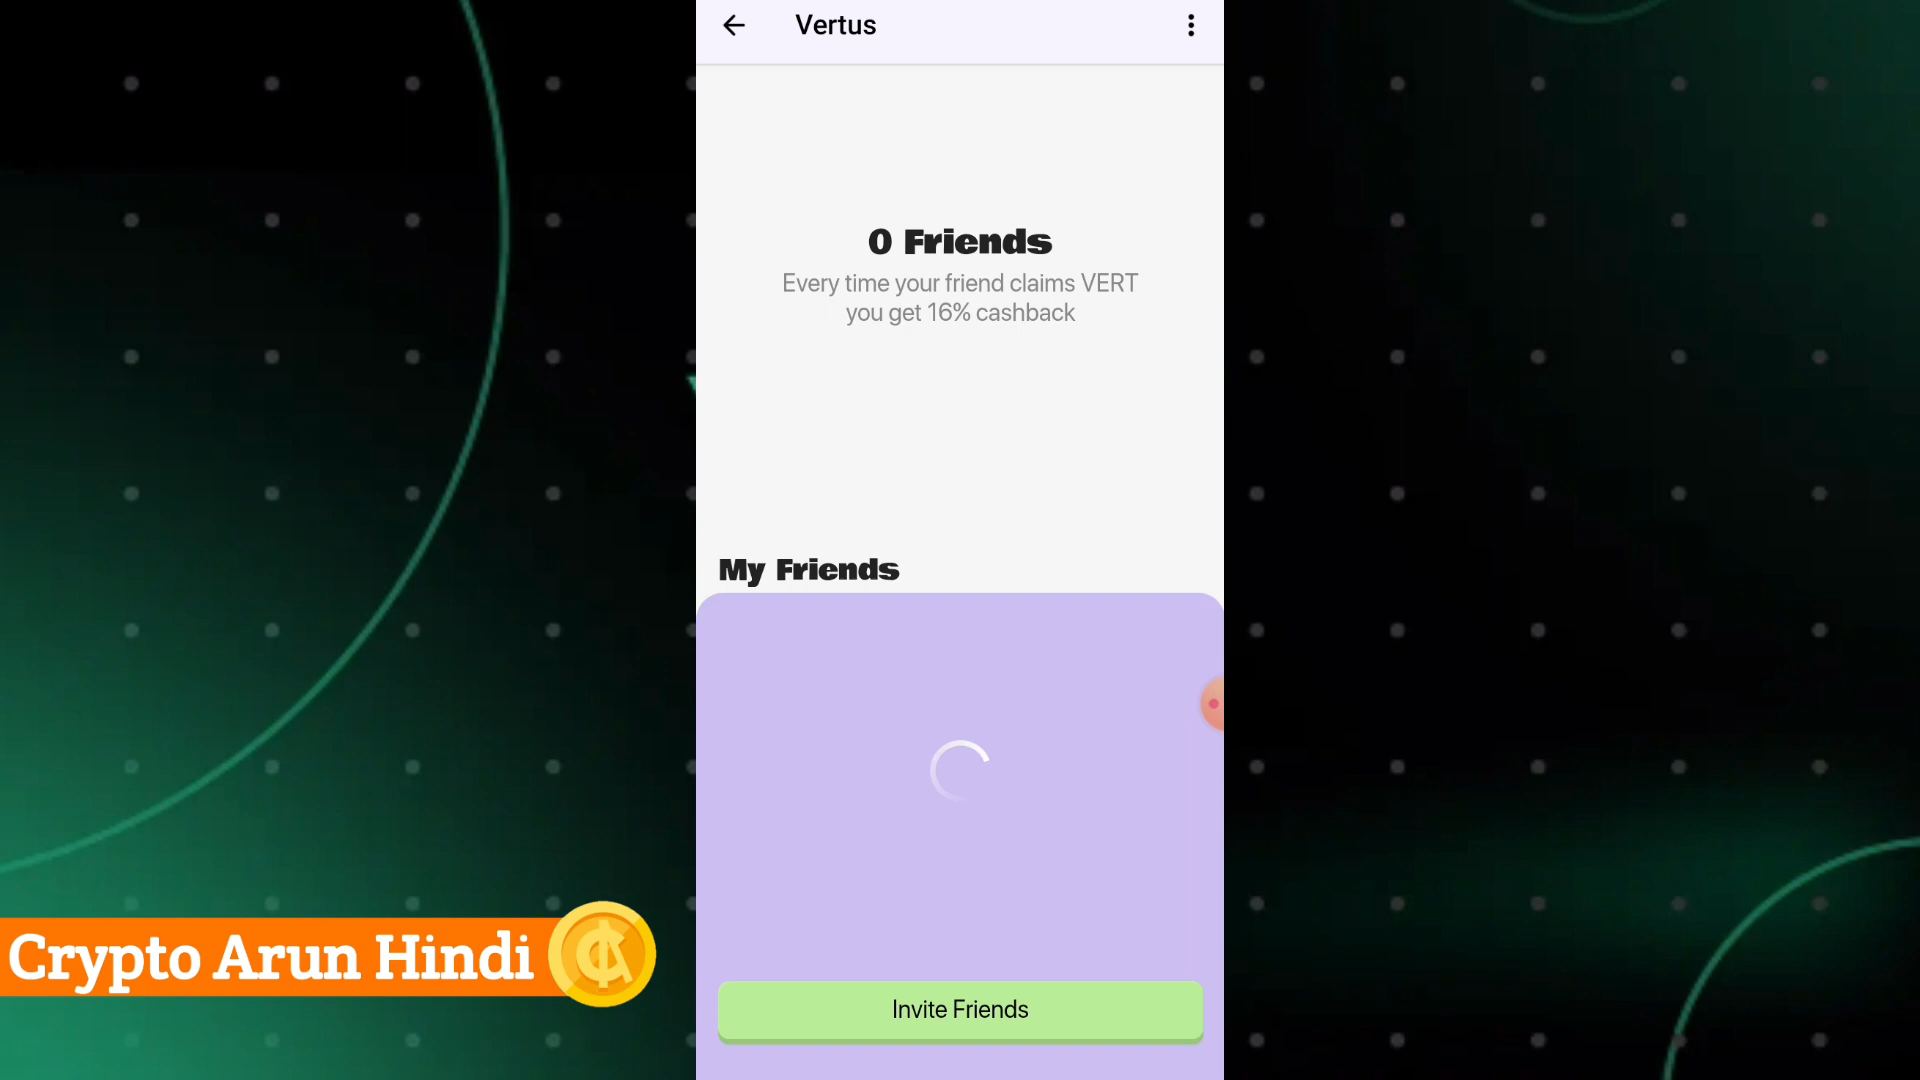 Vertus
0 Friends
Every time your friend claims VERT
you get 16% cashback
My Friends
Invite Friends
Crypto Arun Hindi